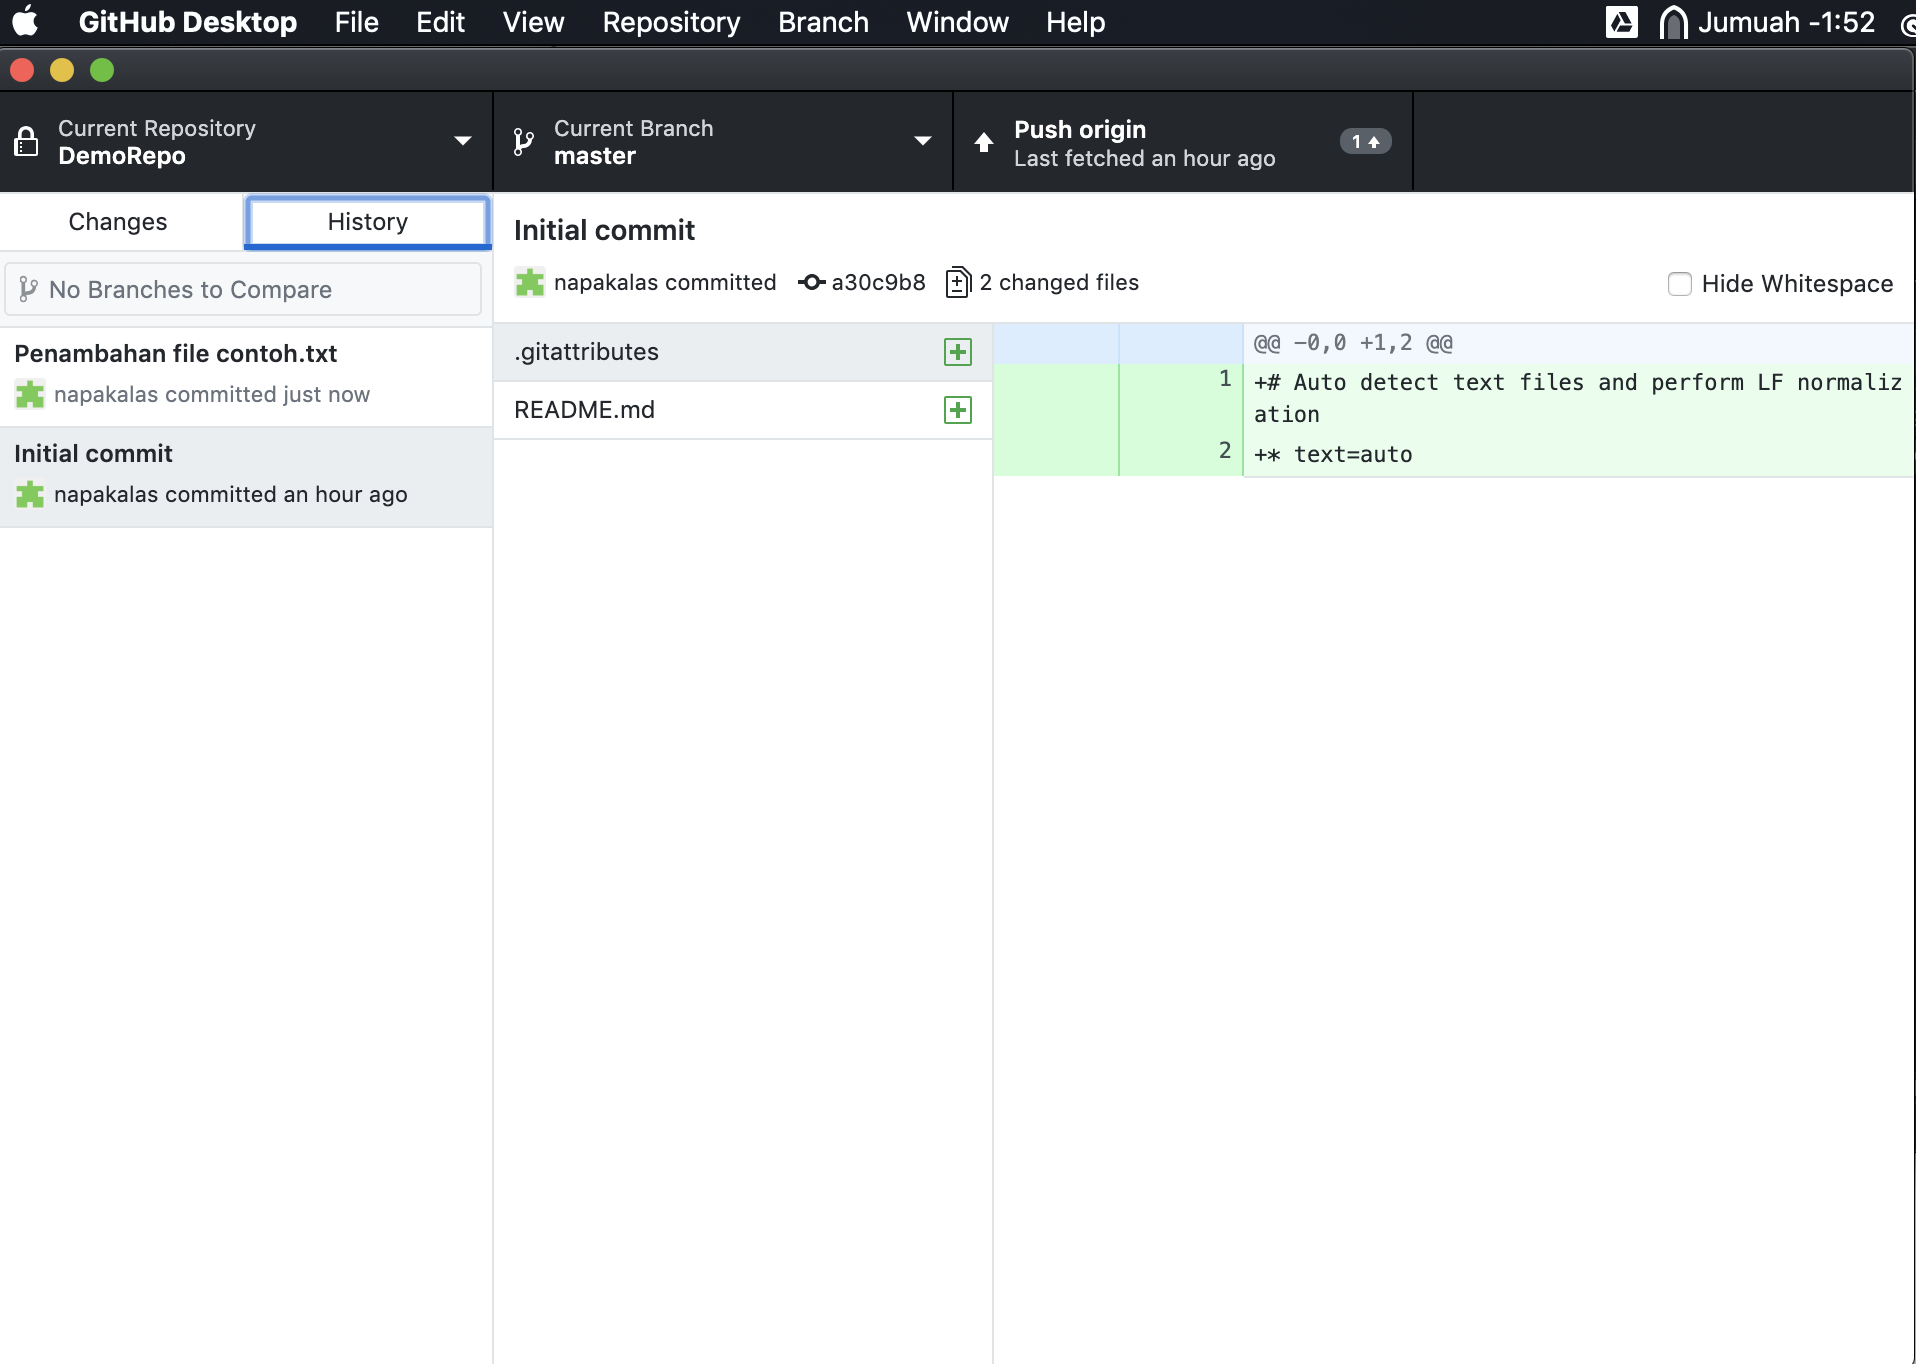 GitHub Desktop File Edit View Repository Branch Window Help Jumuah -1:52
Current Repository
DemoRepo
Current Branch
master
Push origin
Last fetched an hour ago
1
Changes
History
No Branches to Compare
Penambahan file contoh.txt
napakalas committed just now
Initial commit
napakalas committed an hour ago
Initial commit
napakalas committed a30c9b8 2 changed files
Hide Whitespace
.gitattributes
README.md
@@ -0,0 +1,2 @@
1 +# Auto detect text files and perform LF normaliz
ation
2 +* text=auto